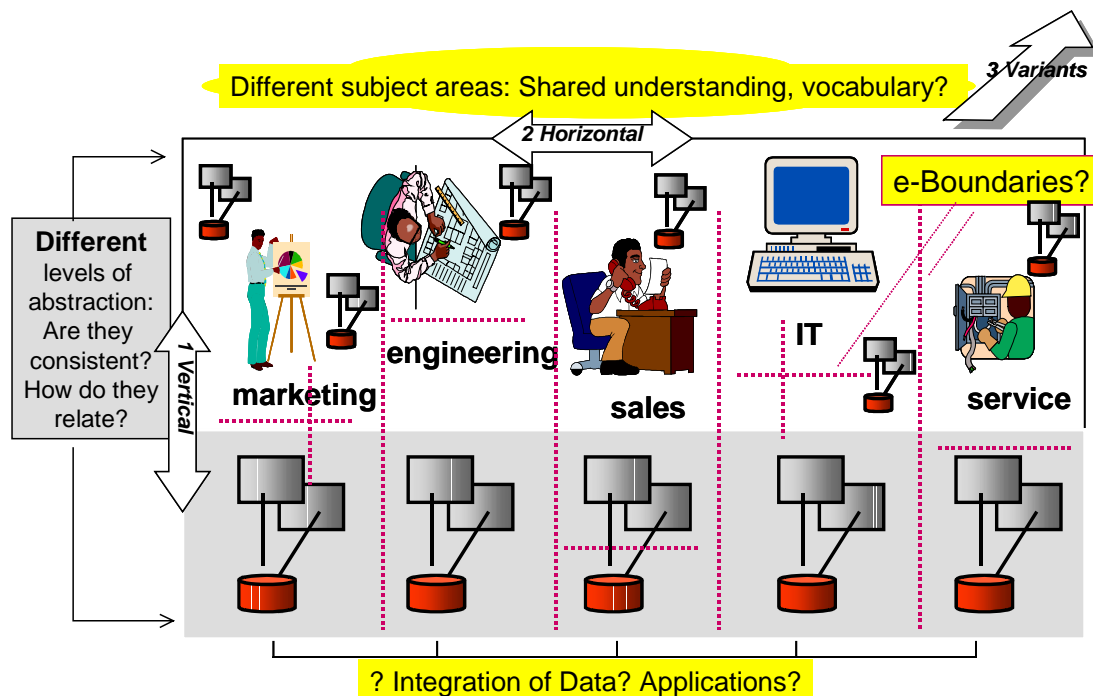 3 Variants
Different subject areas: Shared understanding, vocabulary?
2 Horizontal
e-Boundaries?
Different
levels of
abstraction:
Are they
consistent?
How do they
relate?
1 Vertical
marketing
engineering
sales
IT
service
? Integration of Data? Applications?